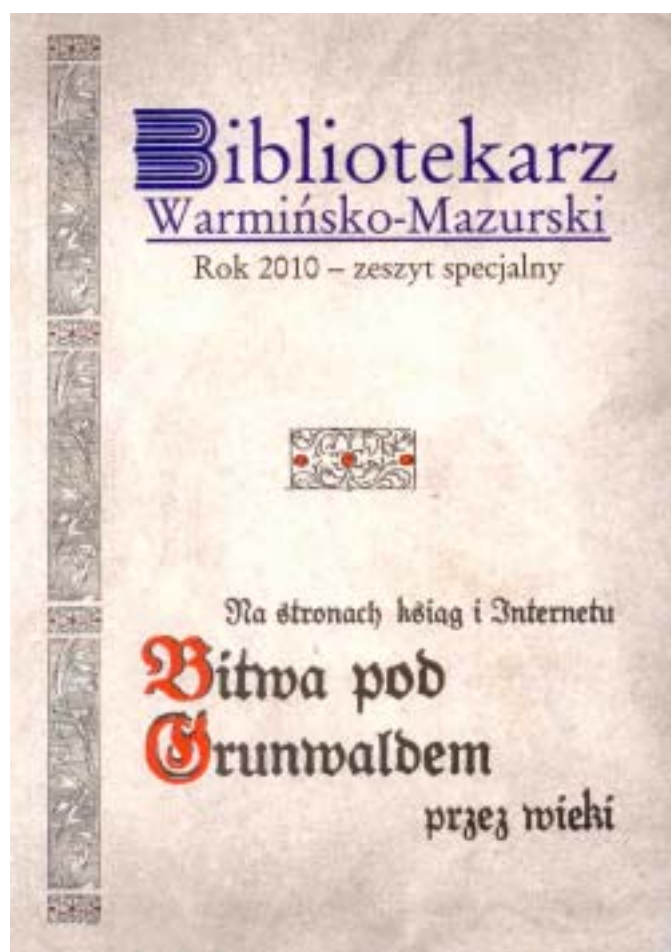 Bibliotekarz
Warmińsko-Mazurski
Rok 2010 – zeszyt specjalny
Na stronach ksiąg i Internetu
Bitwa pod
Grunwaldem
przez wieki